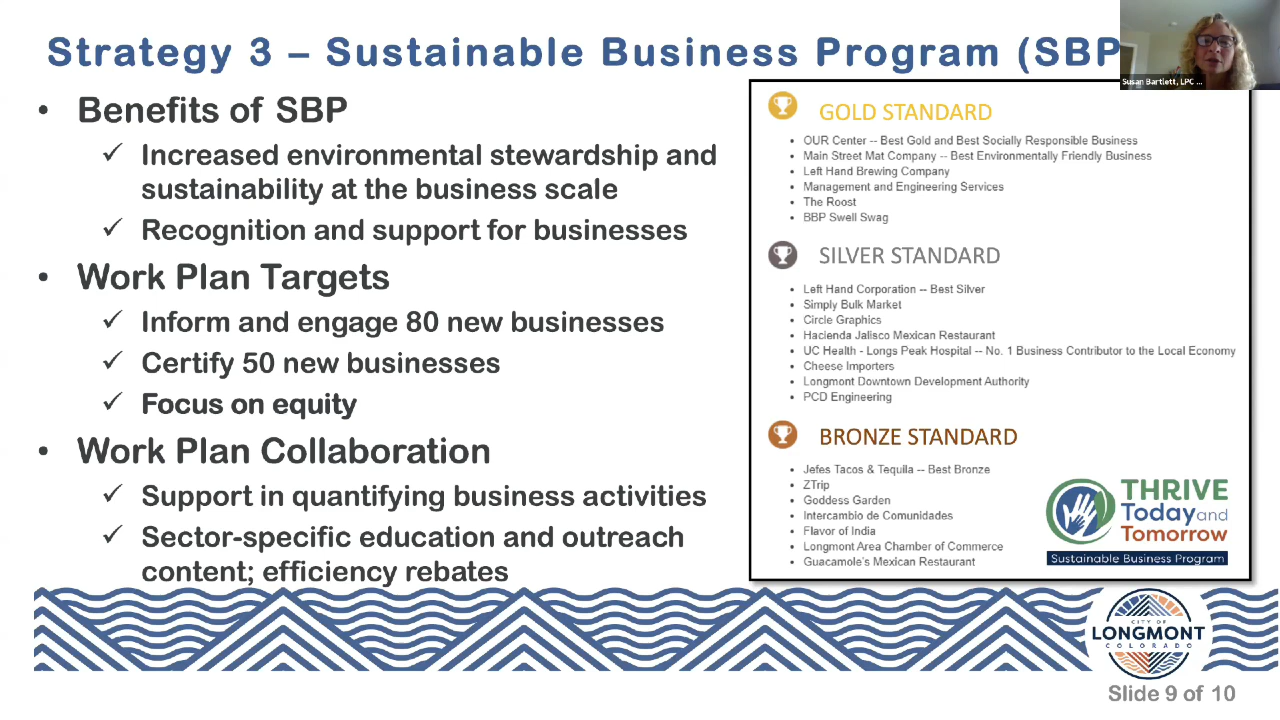 Strategy 3 – Sustainable Business Program (SBP
Susan Bartlett, LPC ...
• Benefits of SBP
✓ Increased environmental stewardship and
sustainability at the business scale
✓ Recognition and support for businesses
• Work Plan Targets
✓ Inform and engage 80 new businesses
✓ Certify 50 new businesses
✓ Focus on equity
• Work Plan Collaboration
✓ Support in quantifying business activities
✓ Sector-specific education and outreach
content; efficiency rebates
GOLD STANDARD
• OUR Center -- Best Gold and Best Socially Responsible Business
• Main Street Mat Company -- Best Environmentally Friendly Business
• Left Hand Brewing Company
• Management and Engineering Services
• The Roost
• BBP Swell Swag
SILVER STANDARD
• Left Hand Corporation -- Best Silver
• Simply Bulk Market
• Circle Graphics
• Hacienda Jalisco Mexican Restaurant
• UC Health - Longs Peak Hospital -- No. 1 Business Contributor to the Local Economy
• Cheese Importers
• Longmont Downtown Development Authority
• PCD Engineering
BRONZE STANDARD
• Jefes Tacos & Tequila -- Best Bronze
• ZTrip
• Goddess Garden
• Intercambio de Comunidades
• Flavor of India
• Longmont Area Chamber of Commerce
• Guacamole's Mexican Restaurant
THRIVE
Today and
Tomorrow
Sustainable Business Program
CITY OF
LONGMONT
COLORADO
Slide 9 of 10